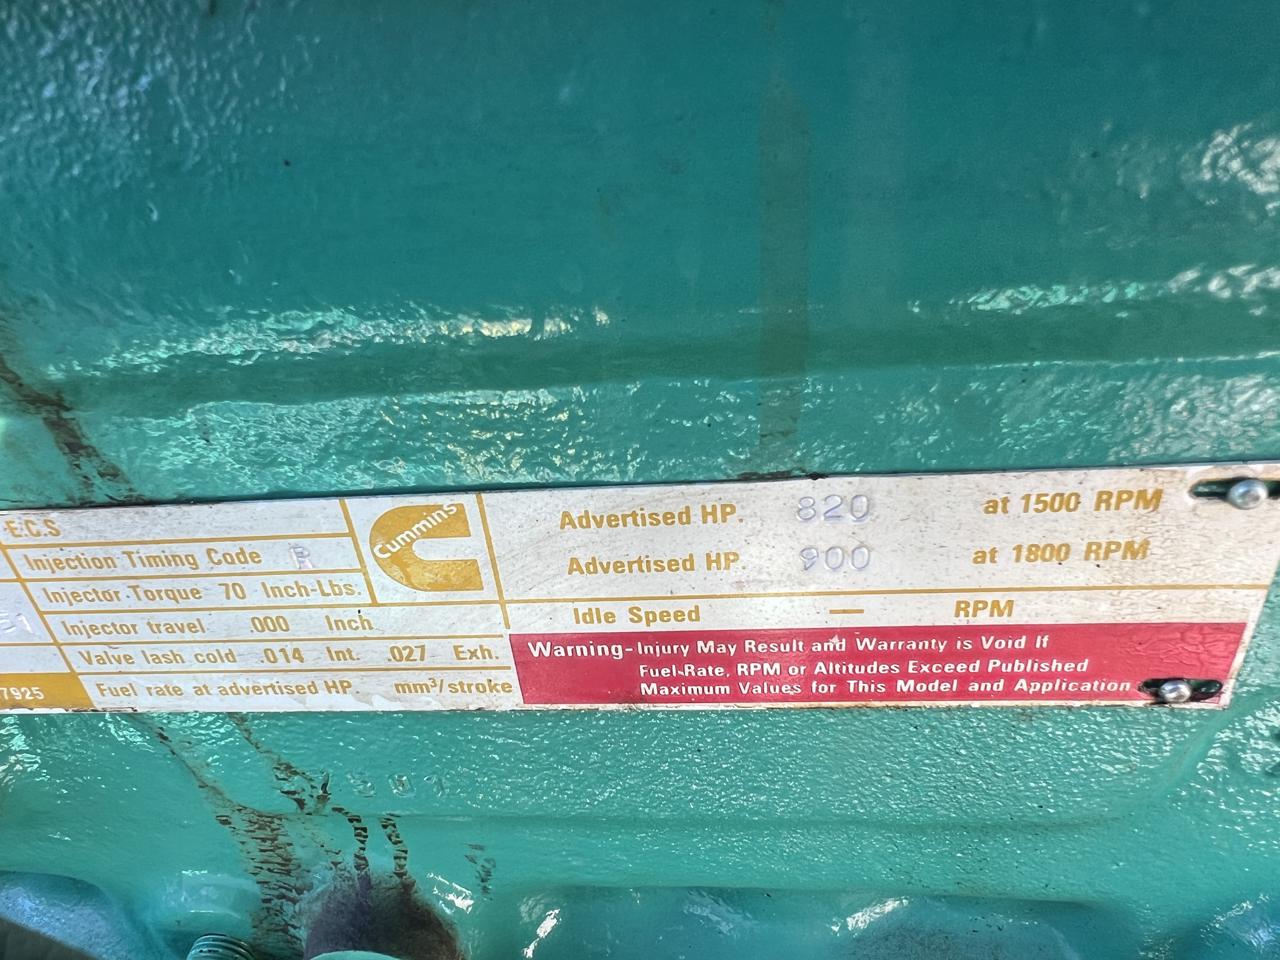 E.C.S
Injection Timing Code R
Injector Torque 70 Inch-Lbs.
Injector travel .000 Inch
Valve lash cold .014 Int. .027 Exh.
7925
Fuel rate at advertised HP. mm³/stroke
Cummins
Advertised HP. 820 at 1500 RPM
Advertised HP. 900 at 1800 RPM
Idle Speed — RPM
Warning-Injury May Result and Warranty is Void If
Fuel-Rate, RPM or Altitudes Exceed Published
Maximum Values for This Model and Application